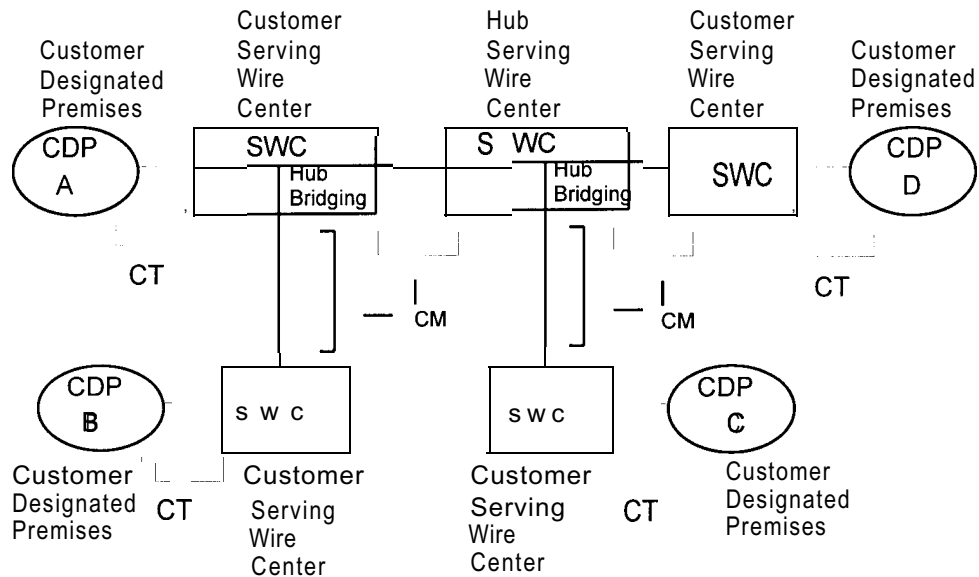 Customer
Serving
Wire
Center
Hub
Serving
Wire
Center
Customer
Serving
Wire
Center
Customer
Designated
Premises
Customer
Designated
Premises
CDP
A
SWC
Hub
Bridging
S WC
Hub
Bridging
SWC
CDP
D
CT
CM
CM
CT
CDP
B
s w c
s w c
CDP
C
Customer
Designated
Premises
CT
Customer
Serving
Wire
Center
Customer
Serving
Wire
Center
CT
Customer
Designated
Premises